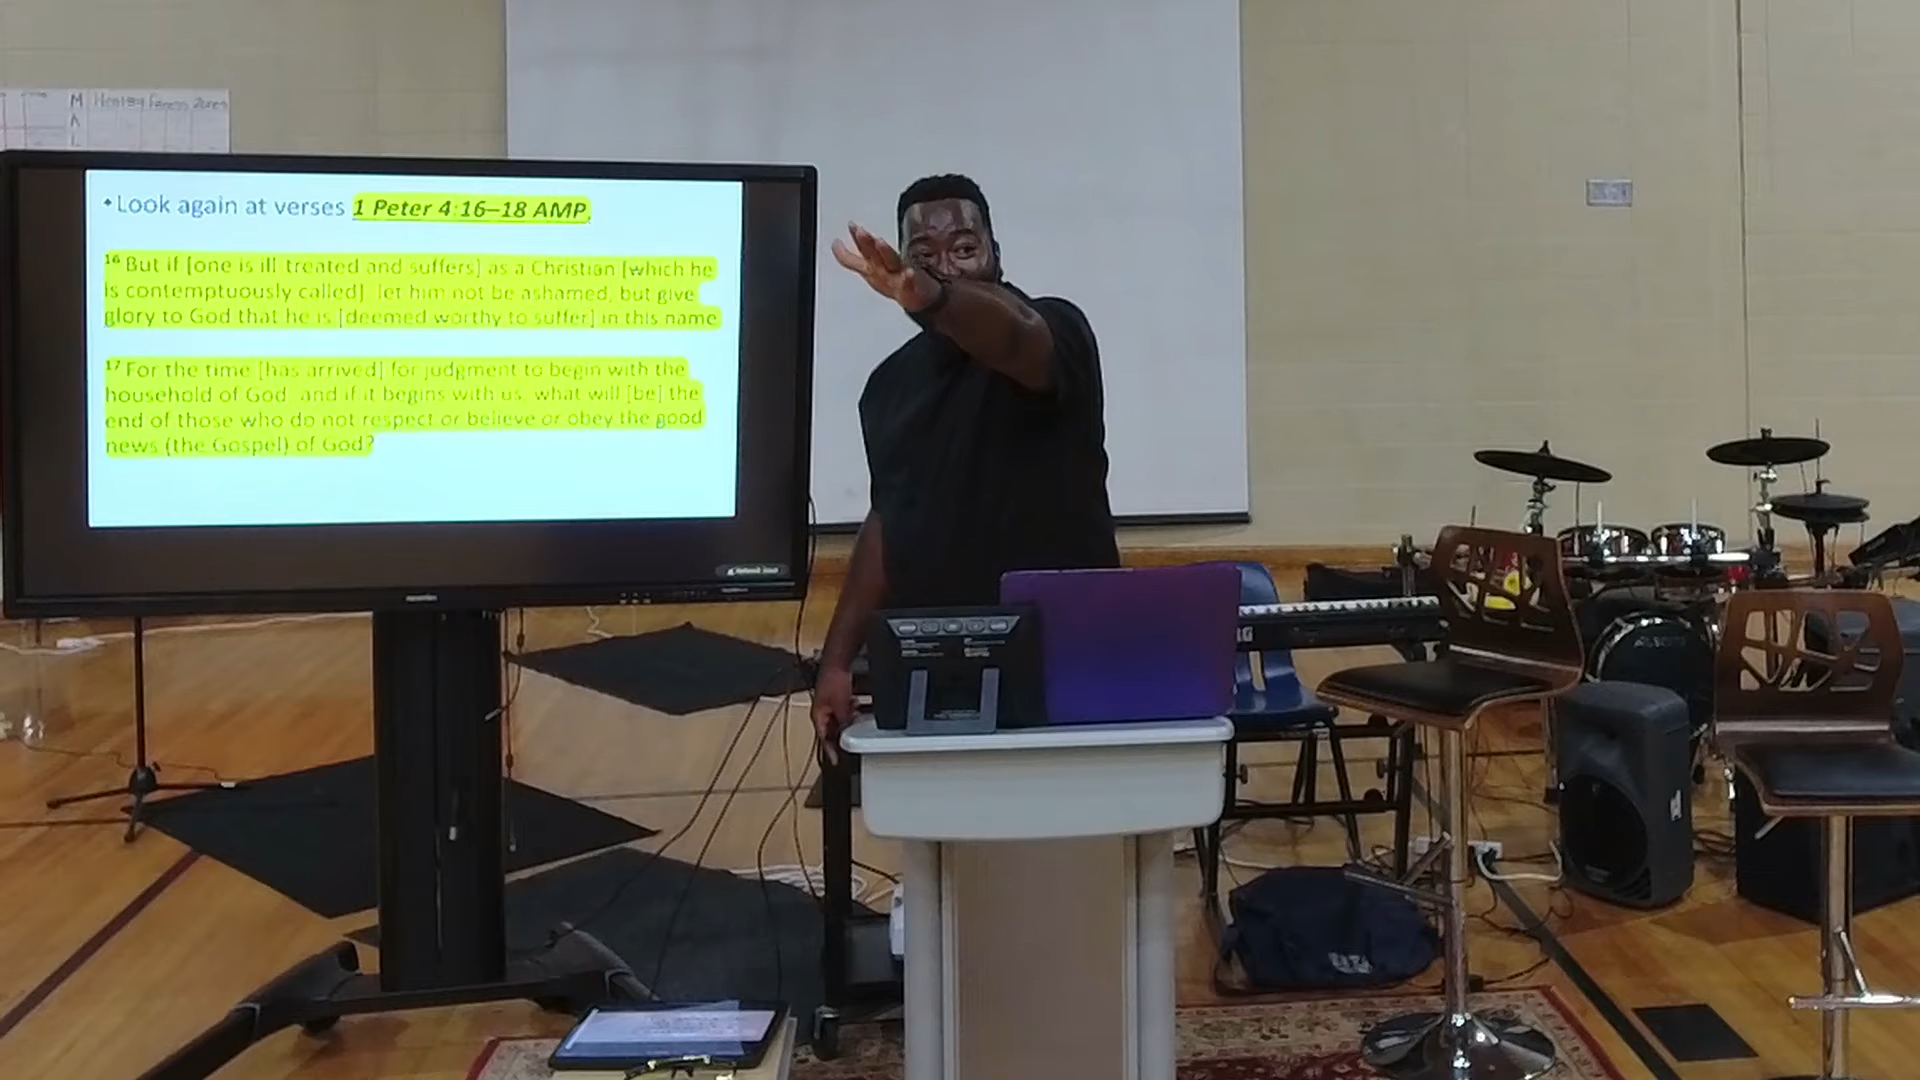 M Healthy Fitness Zones
A
L
•Look again at verses 1 Peter 4:16–18 AMP.
16 But if [one is ill treated and suffers] as a Christian [which he
is contemptuously called], let him not be ashamed, but give
glory to God that he is [deemed worthy to suffer] in this name
17 For the time [has arrived] for judgment to begin with the
household of God and if it begins with us, what will [be] the
end of those who do not respect or believe or obey the good
news (the Gospel) of God?